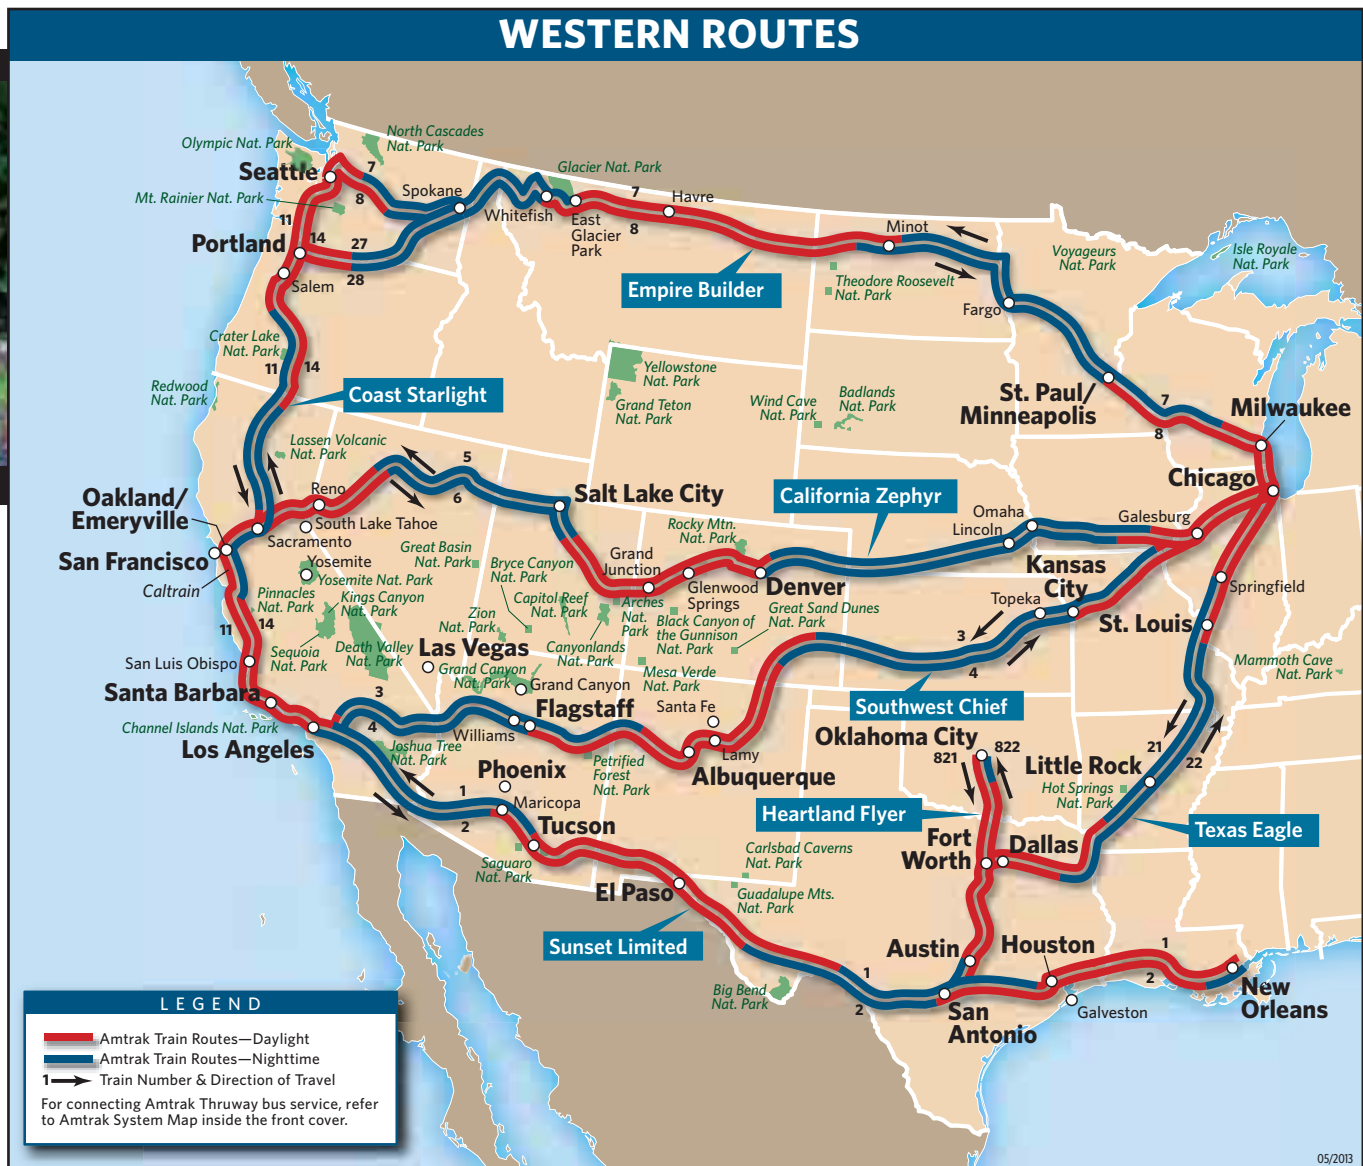 WESTERN ROUTES
Olympic Nat. Park
North Cascades
Nat. Park
Seattle
7
8
Mt. Rainier Nat. Park
Spokane
Glacier Nat. Park
Whitefish
East
Glacier
Park
7
8
Havre
Minot
Voyageurs
Nat. Park
Isle Royale
Nat. Park
11
14
Portland
27
28
Salem
Empire Builder
Theodore Roosevelt
Nat. Park
Fargo
Crater Lake
Nat. Park
11
14
Redwood
Nat. Park
Coast Starlight
Yellowstone
Nat. Park
Grand Teton
Nat. Park
Wind Cave
Nat. Park
Badlands
Nat. Park
St. Paul/
Minneapolis
7
8
Milwaukee
Chicago
Lassen Volcanic
Nat. Park
5
6
Oakland/
Emeryville
Reno
South Lake Tahoe
Sacramento
Salt Lake City
California Zephyr
Omaha
Lincoln
Galesburg
San Francisco
Caltrain
Yosemite
Yosemite Nat. Park
Great Basin
Nat. Park
Rocky Mtn.
Nat. Park
Grand
Junction
Glenwood
Springs
Denver
Kansas
City
Topeka
Springfield
St. Louis
Pinnacles
Nat. Park
Kings Canyon
Nat. Park
Bryce Canyon
Nat. Park
Capitol Reef
Nat. Park
Arches
Nat.
Park
Black Canyon of
the Gunnison
Nat. Park
Great Sand Dunes
Nat. Park
Zion
Nat. Park
Canyonlands
Nat. Park
Mesa Verde
Nat. Park
3
4
11
14
Sequoia
Nat. Park
Death Valley
Nat. Park
Las Vegas
Grand Canyon
Nat. Park
Grand Canyon
San Luis Obispo
Santa Barbara
Channel Islands Nat. Park
Los Angeles
3
4
Williams
Flagstaff
Santa Fe
Lamy
Albuquerque
Southwest Chief
Mammoth Cave
Nat. Park
Joshua Tree
Nat. Park
Petrified
Forest
Nat. Park
Oklahoma City
821
822
Little Rock
Hot Springs
Nat. Park
21
22
Phoenix
Maricopa
1
2
Tucson
Saguaro
Nat. Park
Heartland Flyer
Texas Eagle
Fort
Worth
Dallas
Carlsbad Caverns
Nat. Park
Guadalupe Mts.
Nat. Park
El Paso
Sunset Limited
Big Bend
Nat. Park
Austin
Houston
1
2
1
2
San
Antonio
Galveston
New
Orleans
LEGEND
Amtrak Train Routes—Daylight
Amtrak Train Routes—Nighttime
1 Train Number & Direction of Travel
For connecting Amtrak Thruway bus service, refer
to Amtrak System Map inside the front cover.
05/2013